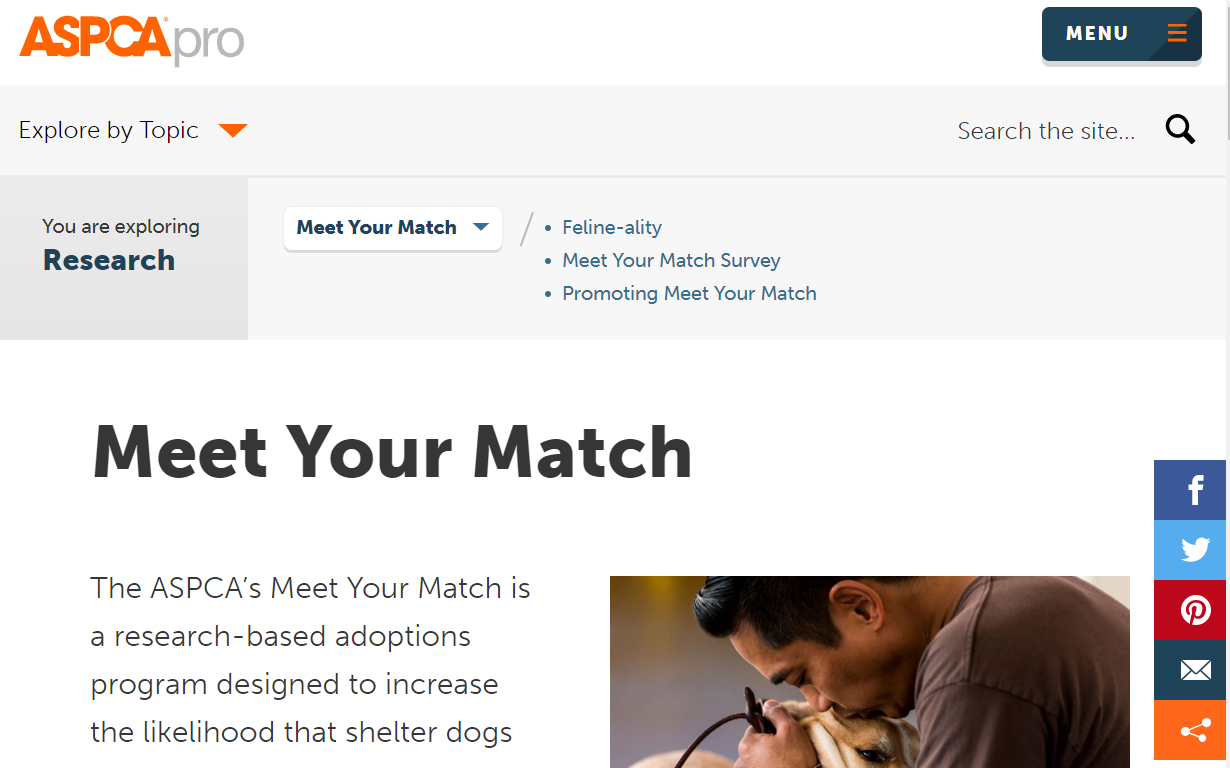 ASPCA® pro
MENU
Explore by Topic
Search the site...
You are exploring
Research
Meet Your Match
• Feline-ality
• Meet Your Match Survey
• Promoting Meet Your Match
Meet Your Match
The ASPCA's Meet Your Match is
a research-based adoptions
program designed to increase
the likelihood that shelter dogs